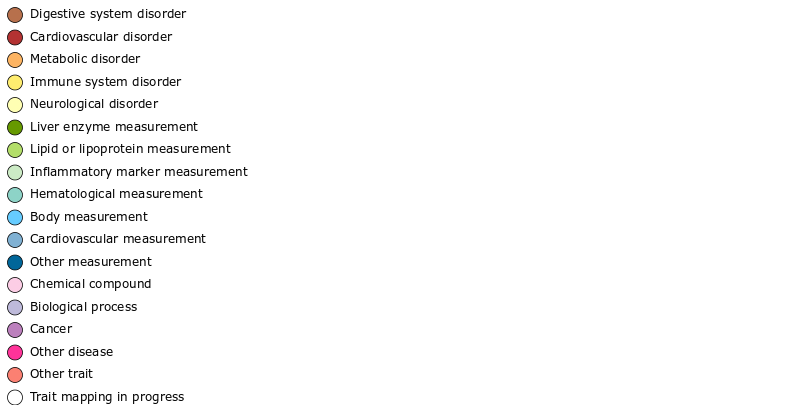 Digestive system disorder
Cardiovascular disorder
Metabolic disorder
Immune system disorder
Neurological disorder
Liver enzyme measurement
Lipid or lipoprotein measurement
Inflammatory marker measurement
Hematological measurement
Body measurement
Cardiovascular measurement
Other measurement
Chemical compound
Biological process
Cancer
Other disease
Other trait
Trait mapping in progress